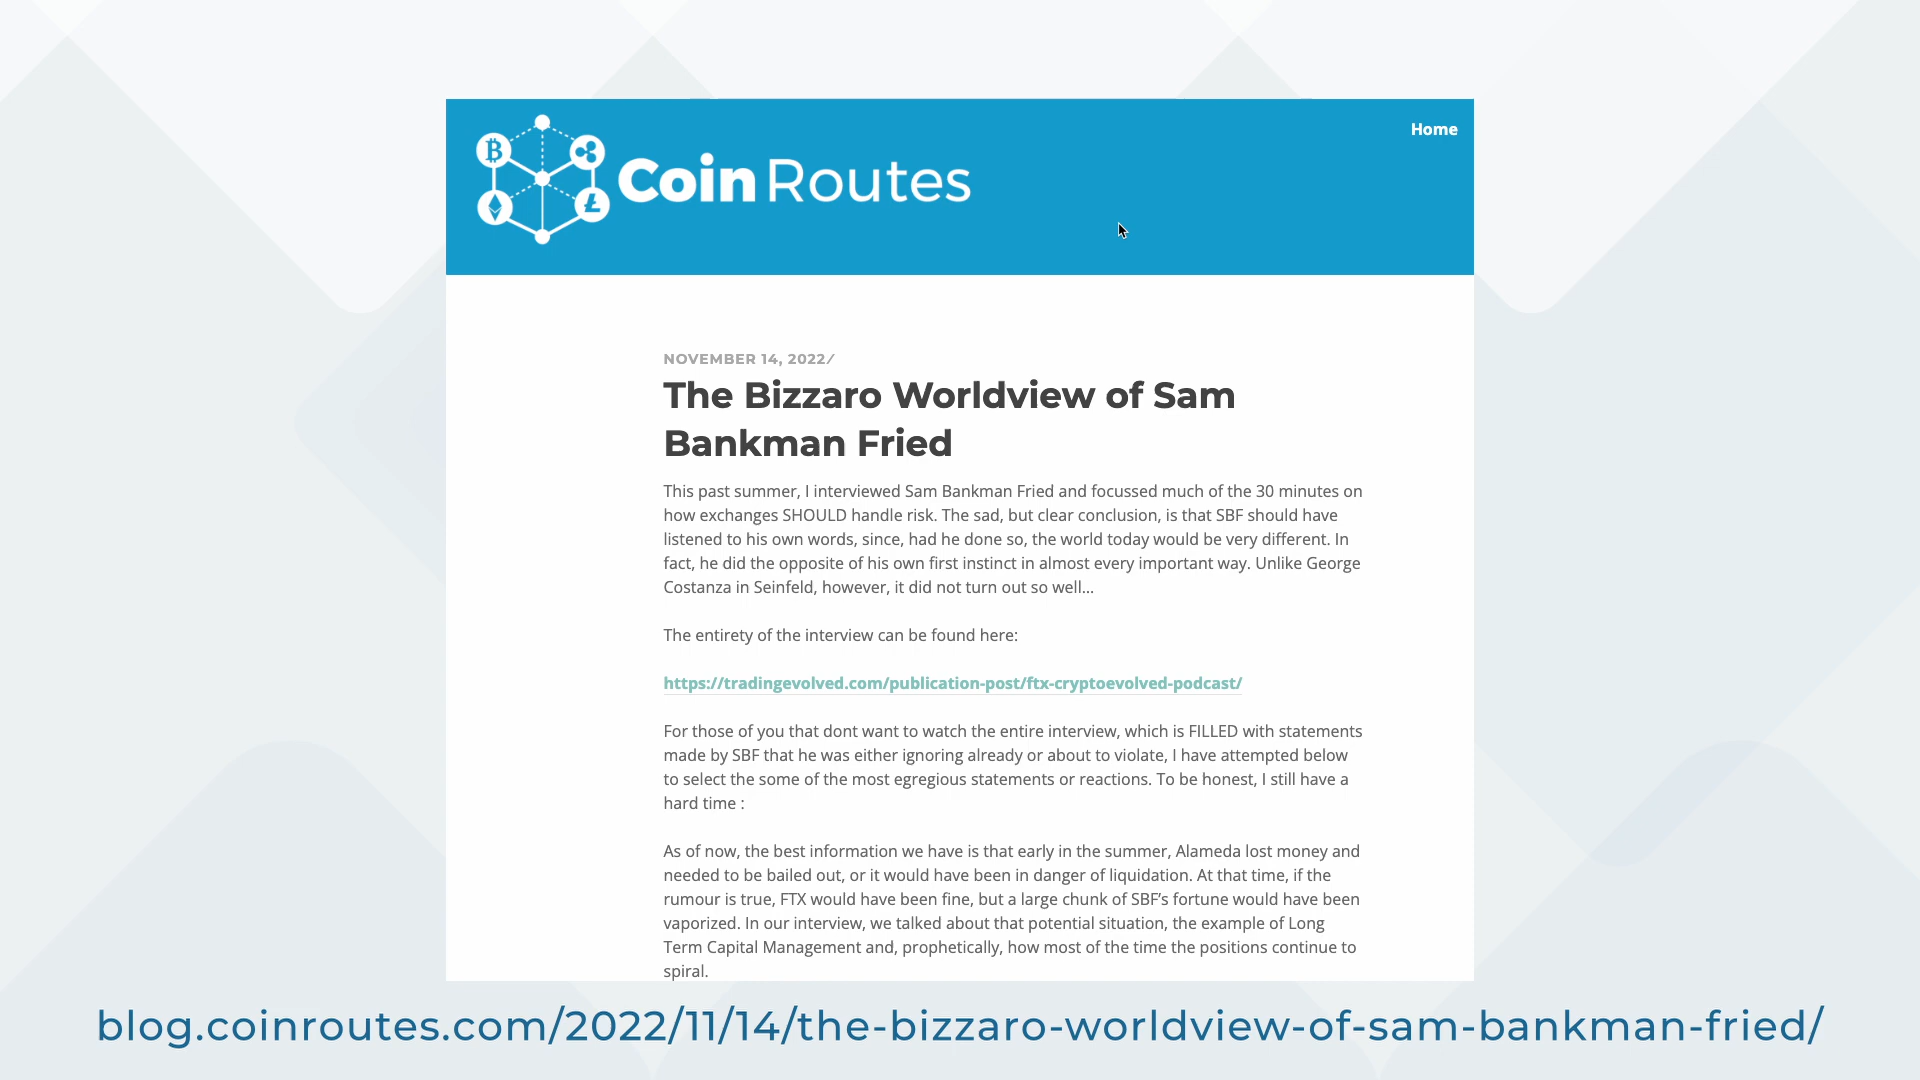 Home
Coin Routes
NOVEMBER 14, 2022/
The Bizzaro Worldview of Sam
Bankman Fried
This past summer, I interviewed Sam Bankman Fried and focussed much of the 30 minutes on
how exchanges SHOULD handle risk. The sad, but clear conclusion, is that SBF should have
listened to his own words, since, had he done so, the world today would be very different. In
fact, he did the opposite of his own first instinct in almost every important way. Unlike George
Costanza in Seinfeld, however, it did not turn out so well...
The entirety of the interview can be found here:
https://tradingevolved.com/publication-post/ftx-cryptoevolved-podcast/
For those of you that dont want to watch the entire interview, which is FILLED with statements
made by SBF that he was either ignoring already or about to violate, I have attempted below
to select the some of the most egregious statements or reactions. To be honest, I still have a
hard time :
As of now, the best information we have is that early in the summer, Alameda lost money and
needed to be bailed out, or it would have been in danger of liquidation. At that time, if the
rumour is true, FTX would have been fine, but a large chunk of SBF’s fortune would have been
vaporized. In our interview, we talked about that potential situation, the example of Long
Term Capital Management and, prophetically, how most of the time the positions continue to
spiral.
blog.coinroutes.com/2022/11/14/the-bizzaro-worldview-of-sam-bankman-fried/